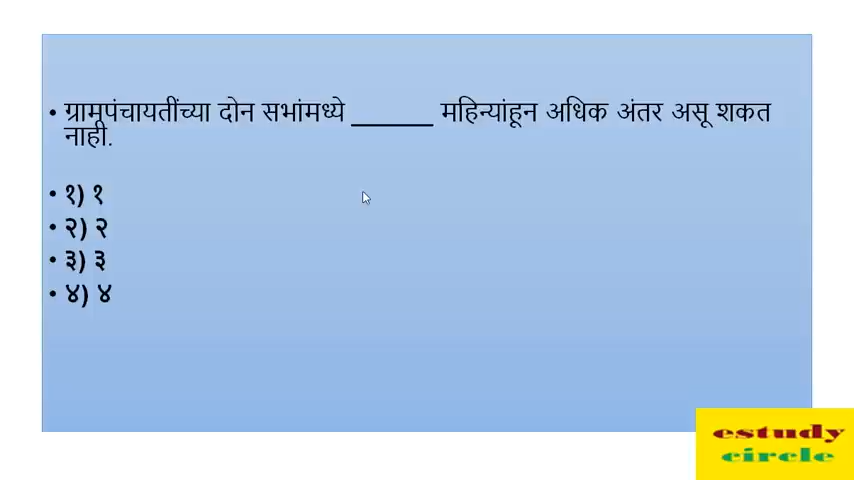 • ग्रामपंचायतींच्या दोन सभांमध्ये ______ महिन्यांहून अधिक अंतर असू शकत
नाही.
• १) १
• २) २
• ३) ३
• ४) ४
estudy
circle